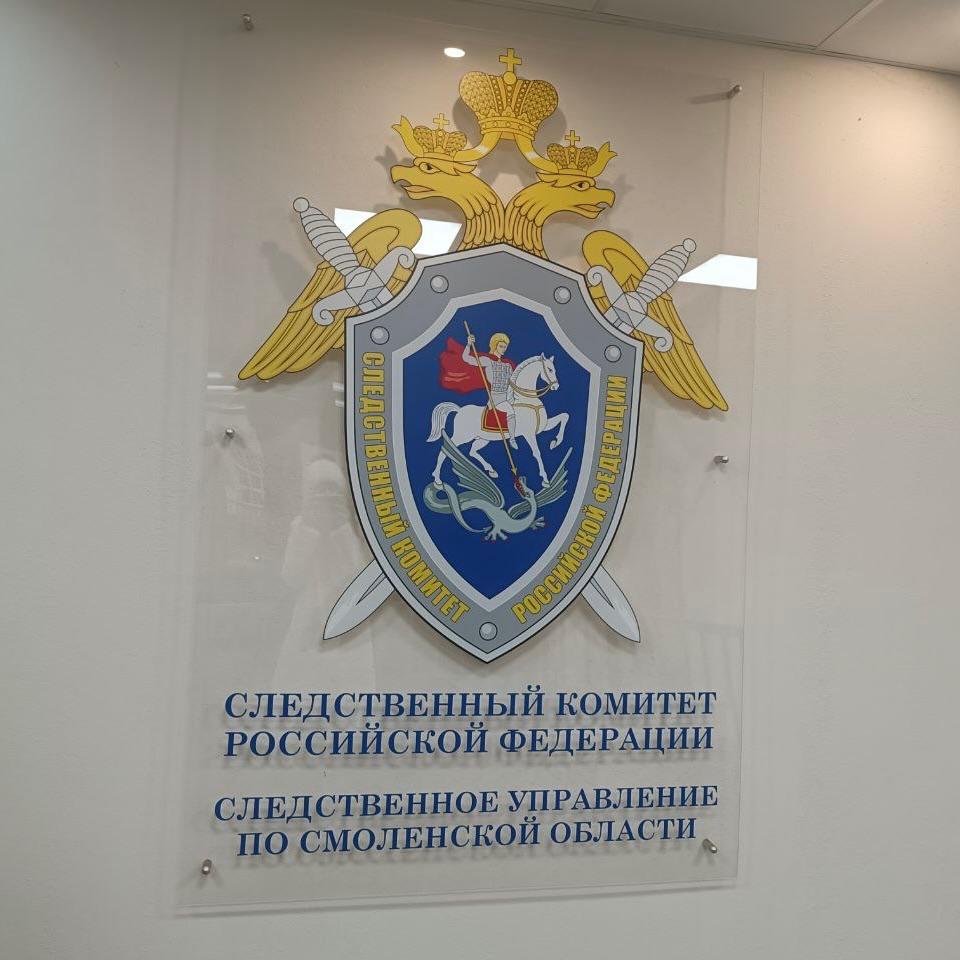 СЛЕДСТВЕННЫЙ КОМИТЕТ
РОССИЙСКОЙ ФЕДЕРАЦИИ
СЛЕДСТВЕННЫЙ КОМИТЕТ
РОССИЙСКОЙ ФЕДЕРАЦИИ
СЛЕДСТВЕННОЕ УПРАВЛЕНИЕ
ПО СМОЛЕНСКОЙ ОБЛАСТИ